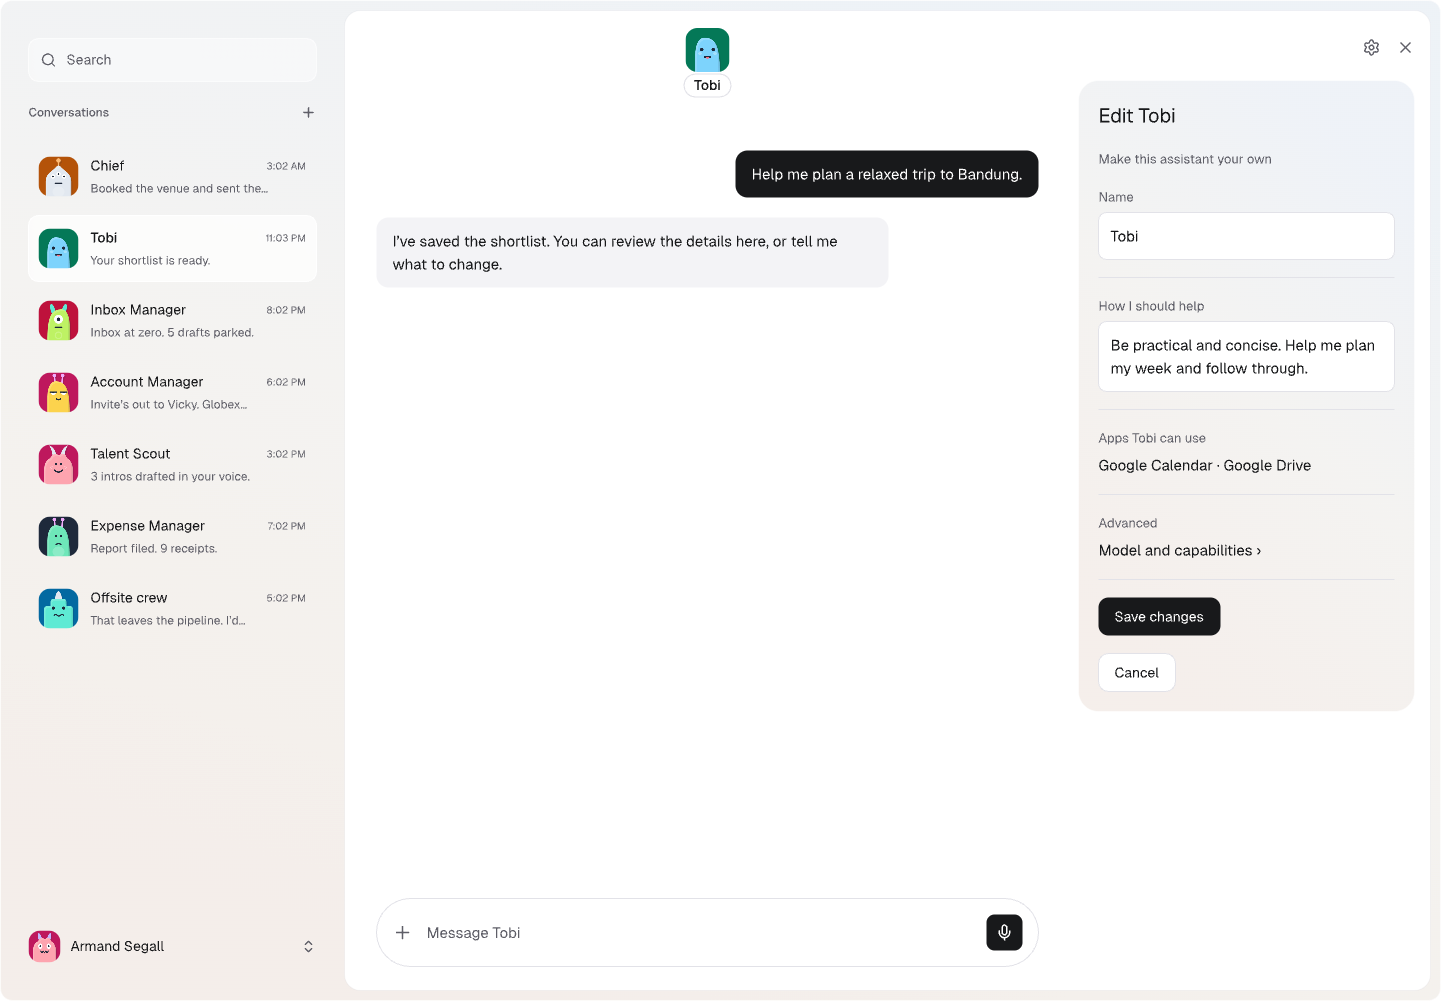 Search
Conversations
Chief
3:02 AM
Booked the venue and sent the…
Tobi
11:03 PM
Your shortlist is ready.
Inbox Manager
8:02 PM
Inbox at zero. 5 drafts parked.
Account Manager
6:02 PM
Invite’s out to Vicky. Globex…
Talent Scout
3:02 PM
3 intros drafted in your voice.
Expense Manager
7:02 PM
Report filed. 9 receipts.
Offsite crew
5:02 PM
That leaves the pipeline. I’d…
Armand Segall
Tobi
Help me plan a relaxed trip to Bandung.
I’ve saved the shortlist. You can review the details here, or tell me
what to change.
Message Tobi
Edit Tobi
Make this assistant your own
Name
Tobi
How I should help
Be practical and concise. Help me plan
my week and follow through.
Apps Tobi can use
Google Calendar · Google Drive
Advanced
Model and capabilities ›
Save changes
Cancel